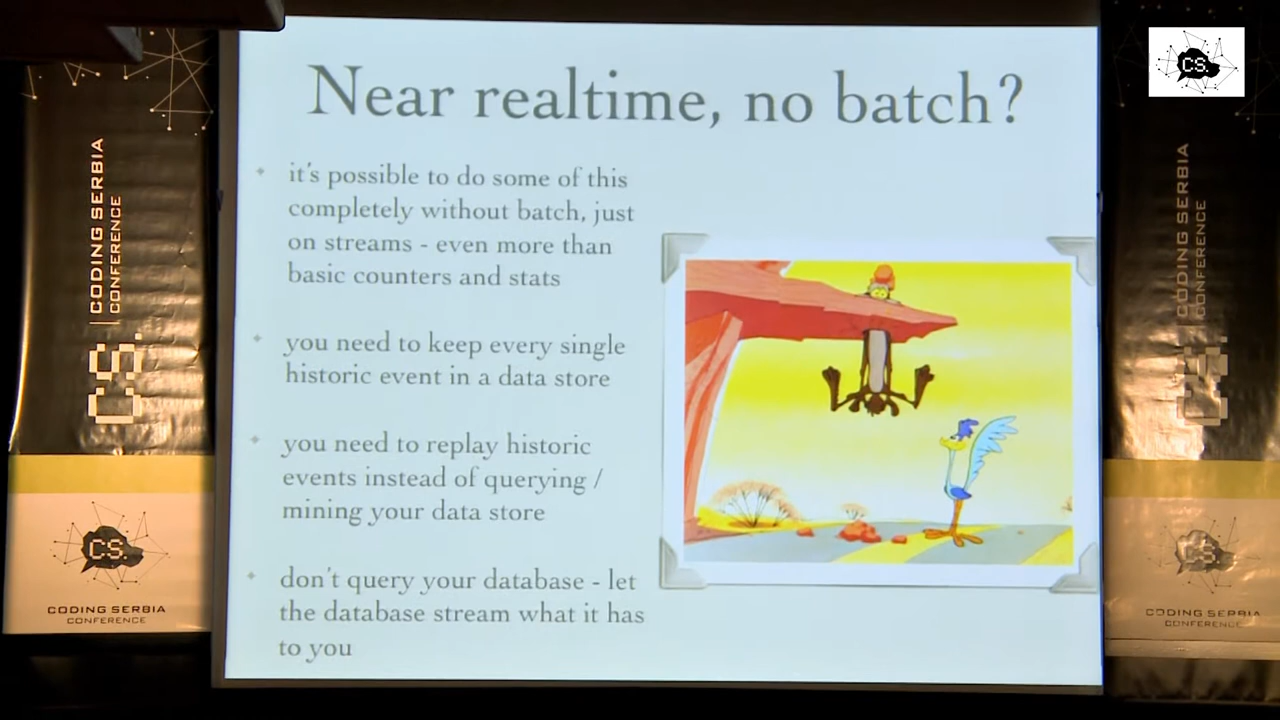 Near realtime, no batch?
it's possible to do some of this
completely without batch, just
on streams - even more than
basic counters and stats
you need to keep every single
historic event in a data store
you need to replay historic
events instead of querying /
mining your data store
don't query your database - let
the database stream what it has
to you
CS.
CODING SERBIA
CONFERENCE
CS.
CODING SERBIA
CONFERENCE
CS.
CS.
CODING SERBIA
CONFERENCE
CS.
CODING SERBIA
CONFERENCE